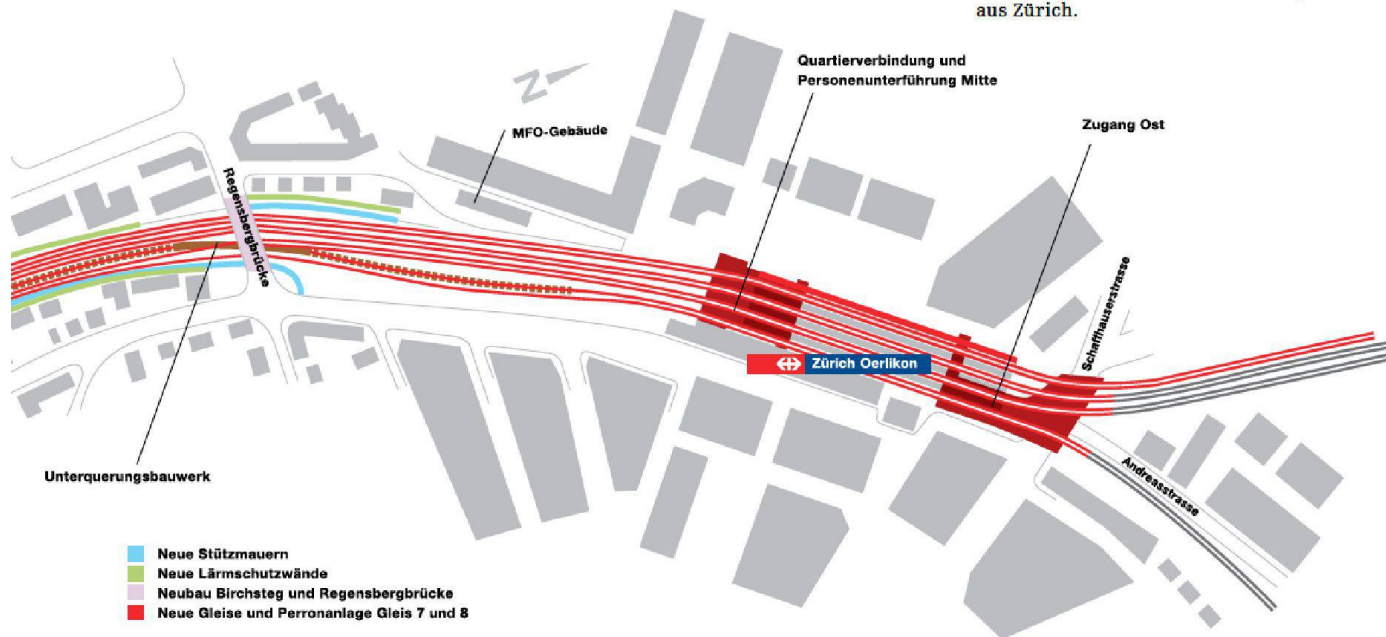 aus Zürich.
Quartierverbindung und
Personenunterführung Mitte
Zugang Ost
N
MFO-Gebäude
Regensbergbrücke
Schaffhauserstrasse
Zürich Oerlikon
Unterquerungsbauwerk
Andreasstrasse
Neue Stützmauern
Neue Lärmschutzwände
Neubau Birchsteg und Regensbergbrücke
Neue Gleise und Perronanlage Gleis 7 und 8